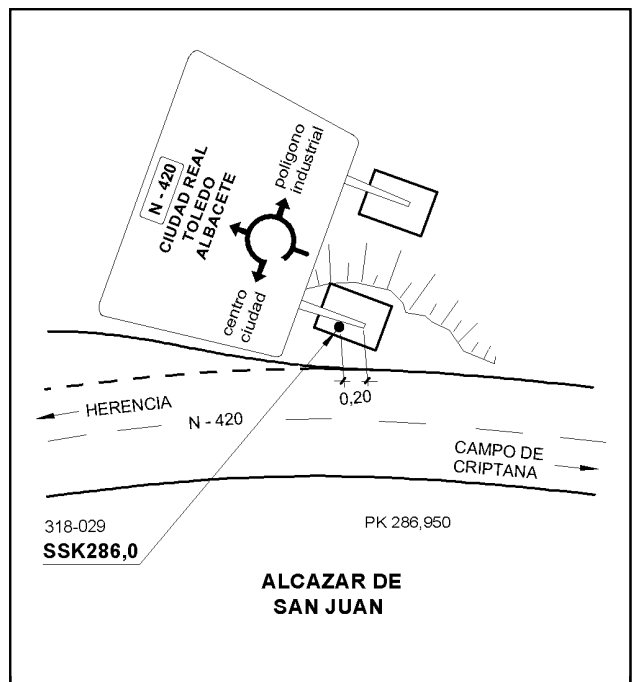 N - 420
CIUDAD REAL
TOLEDO
ALBACETE
poligono
industrial
centro
ciudad
0,20
HERENCIA
N - 420
CAMPO DE
CRIPTANA
318-029
SSK286,0
PK 286,950
ALCAZAR DE
SAN JUAN